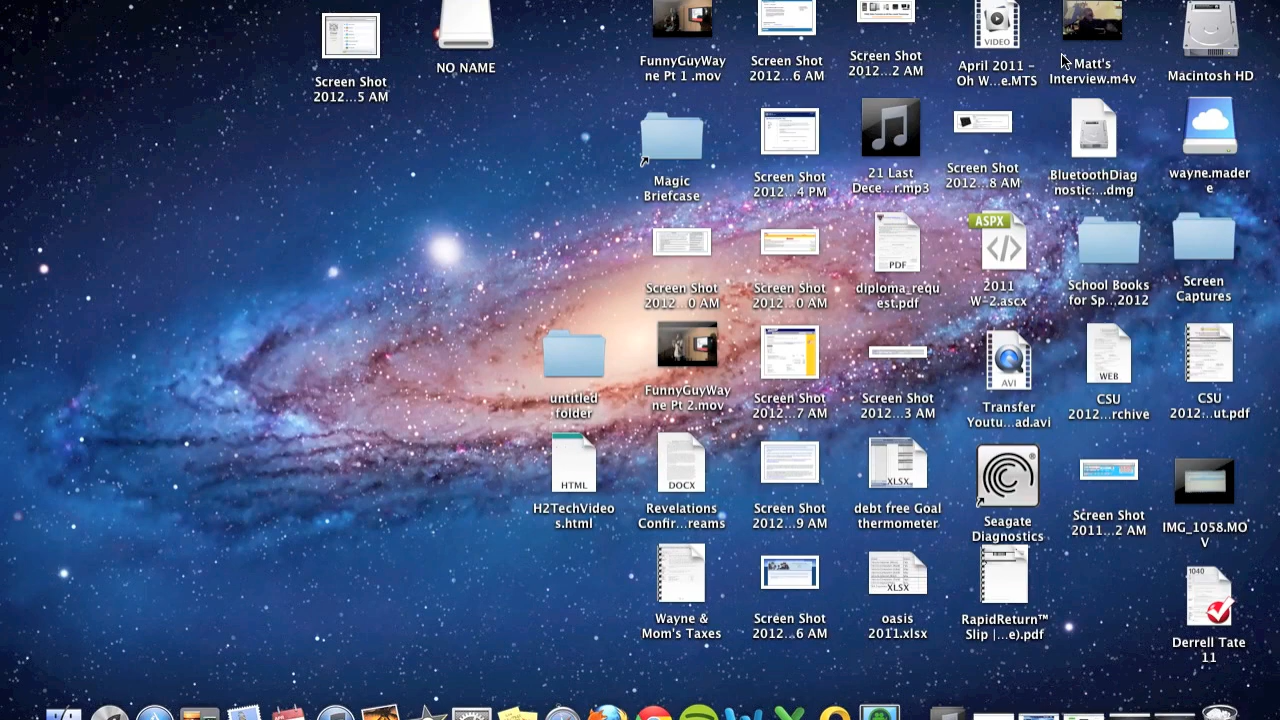 Screen Shot
2012...5 AM
NO NAME
FunnyGuyWay
ne Pt 1 .mov
Screen Shot
2012...6 AM
Screen Shot
2012...2 AM
VIDEO
April 2011 –
Oh W...e.MTS
Matt's
Interview.m4v
Macintosh HD
Magic
Briefcase
Screen Shot
2012...4 PM
21 Last
Dece...r.mp3
Screen Shot
2012...8 AM
BluetoothDiag
nostic-...dmg
wayne.mader
e
Screen Shot
2012...0 AM
Screen Shot
2012...0 AM
PDF
diploma_requ
est.pdf
ASPX
2011
W-2.ascx
School Books
for Sp...2012
Screen
Captures
untitled
folder
FunnyGuyWay
ne Pt 2.mov
Screen Shot
2012...7 AM
Screen Shot
2012...3 AM
AVI
Transfer
Youtu...ad.avi
WEB
CSU
2012...rchive
CSU
2012...ut.pdf
HTML
H2TechVideo
s.html
DOCX
Revelations
Confir...reams
Screen Shot
2012...9 AM
XLSX
debt free Goal
thermometer
Seagate
Diagnostics
Screen Shot
2011...2 AM
IMG_1058.MO
V
Wayne &
Mom's Taxes
Screen Shot
2012...6 AM
XLSX
oasis
2011.xlsx
RapidReturn™
Slip |...e).pdf
1040
Derrell Tate
11